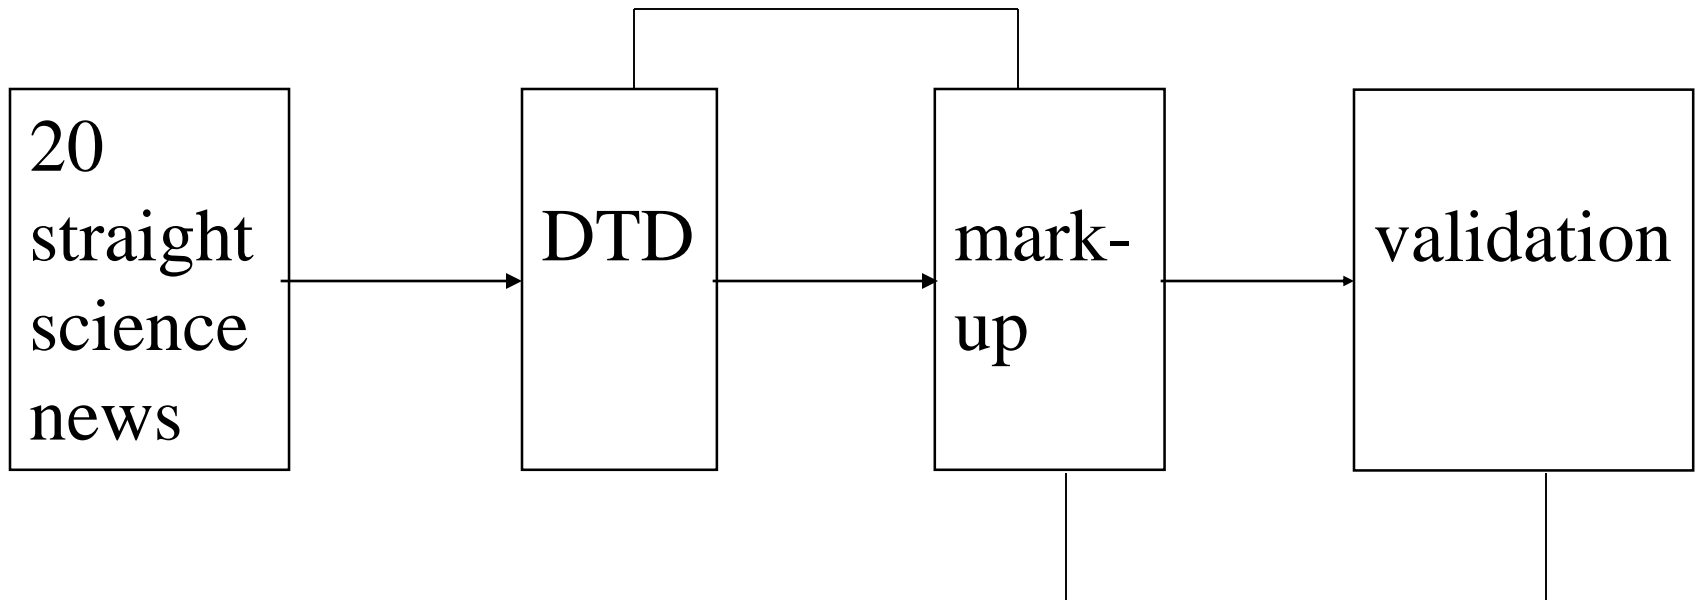 20
straight
science
news
DTD
mark-
up
validation